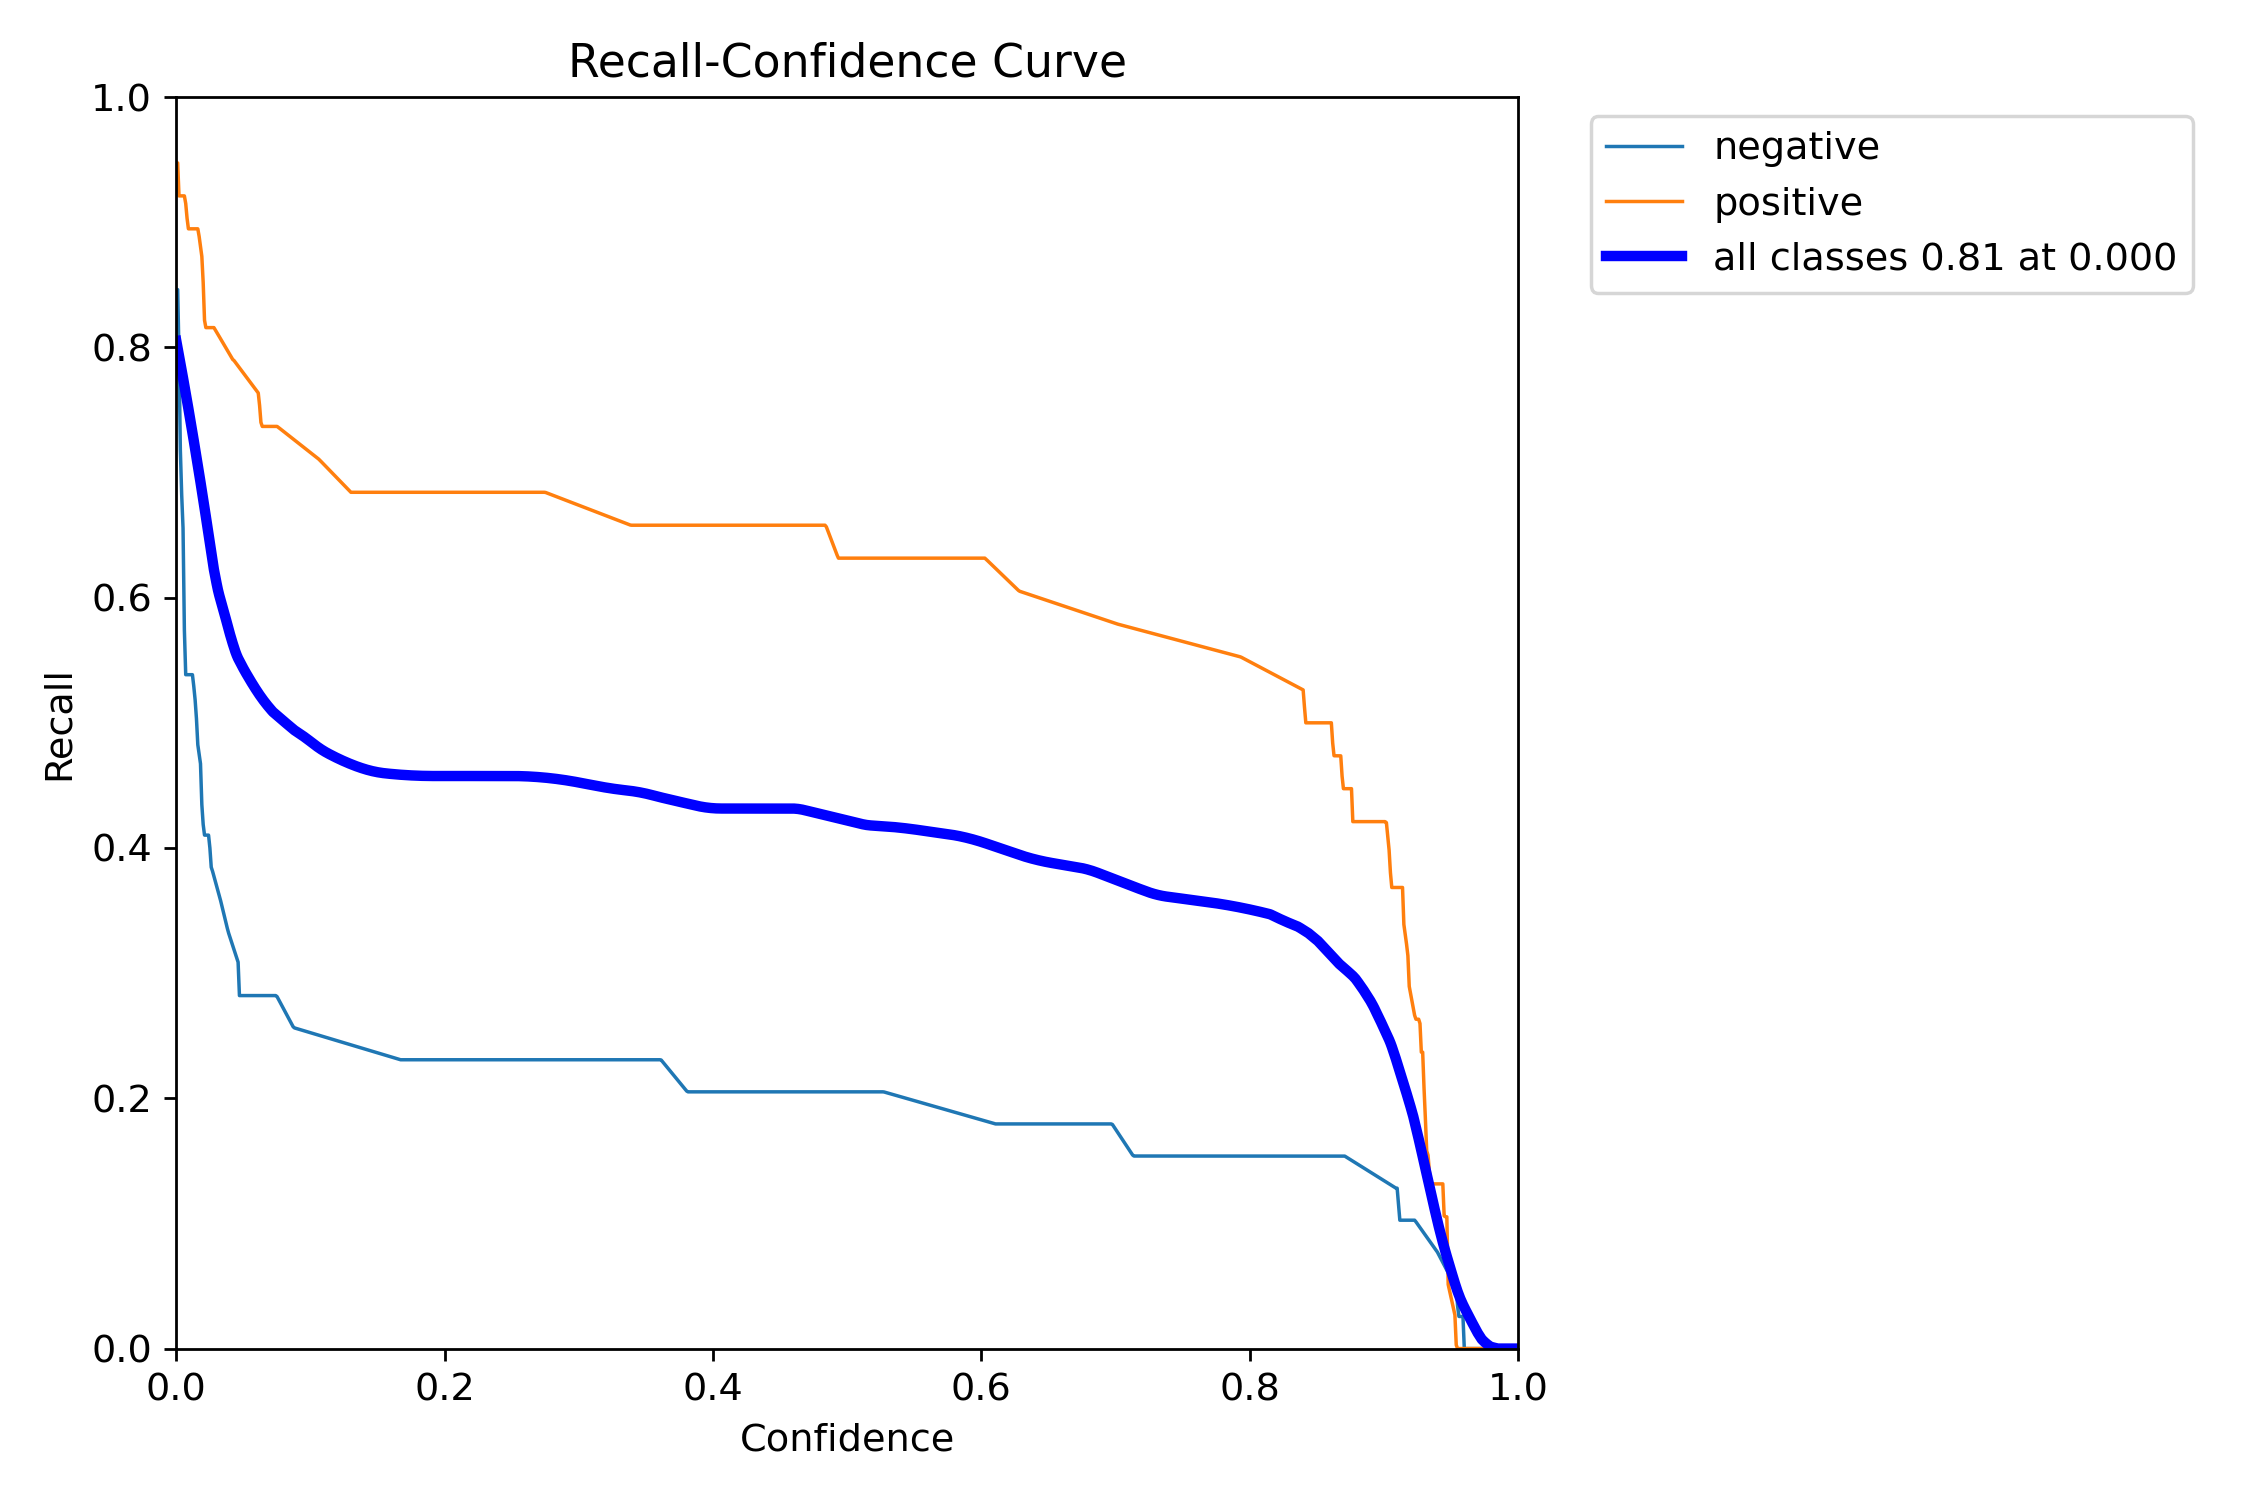 Recall-Confidence Curve
1.0
0.8
0.6
0.4
0.2
0.0
Recall
0.0 0.2 0.4 0.6 0.8 1.0
Confidence
negative
positive
all classes 0.81 at 0.000